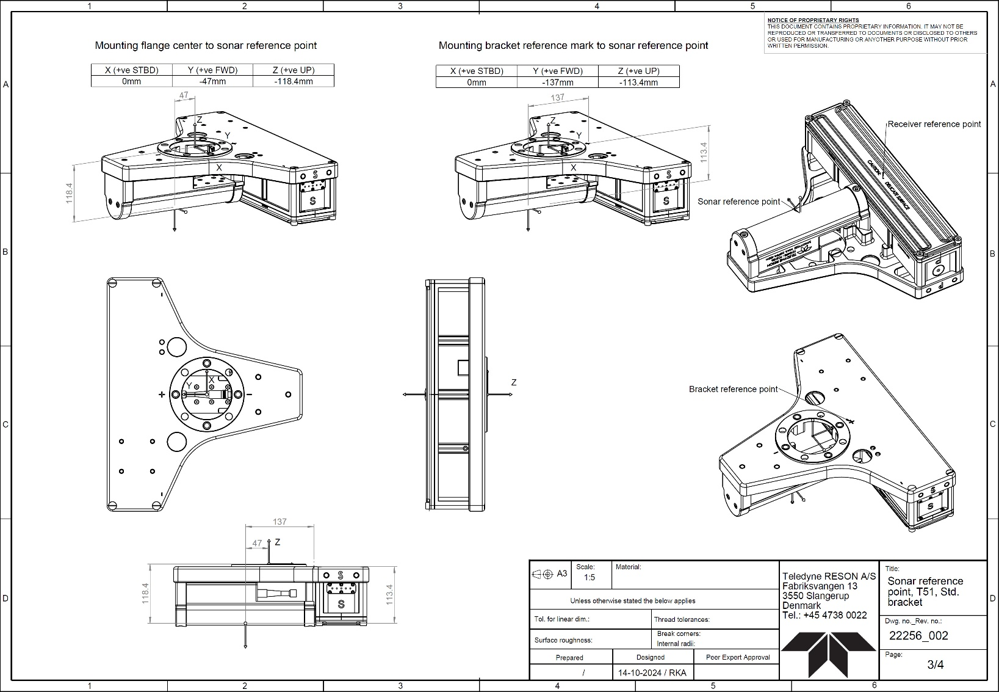 1 2 3 4 5 6
NOTICE OF PROPRIETARY RIGHTS
THIS DOCUMENT CONTAINS PROPRIETARY INFORMATION. IT MAY NOT BE
REPRODUCED OR TRANSFERRED TO DOCUMENTS OR DISCLOSED TO OTHERS
OR USED FOR MANUFACTURING OR ANYOTHER PURPOSE WITHOUT PRIOR
WRITTEN PERMISSION.
Mounting flange center to sonar reference point
X (+ve STBD) Y (+ve FWD) Z (+ve UP)
0mm -47mm -118.4mm
47
Z
Y
X
118.4
S
S
Mounting bracket reference mark to sonar reference point
X (+ve STBD) Y (+ve FWD) Z (+ve UP)
0mm -137mm -113.4mm
137
Z
Y
X
113.4
S
S
Receiver reference point
CAUTION: DELICATE SURFACE
Sonar reference point
TELEDYNE RESON
A A
B B
C C
D D
Y X
Z
Bracket reference point
S
S
137
47 Z
118.4
113.4
S
S
A3
Scale:
1:5
Material:
Unless otherwise stated the below applies
Tol. for linear dim.:
Thread tolerances:
Surface roughness:
Break corners:
Internal radii:
Prepared Designed Peer Expert Approval
/ 14-10-2024 / RKA
Teledyne RESON A/S
Fabriksvangen 13
3550 Slangerup
Denmark
Tel.: +45 4738 0022
Title:
Sonar reference
point, T51, Std.
bracket
Dwg. no._Rev. no.:
22256_002
Page:
3/4
1 2 3 4 5 6